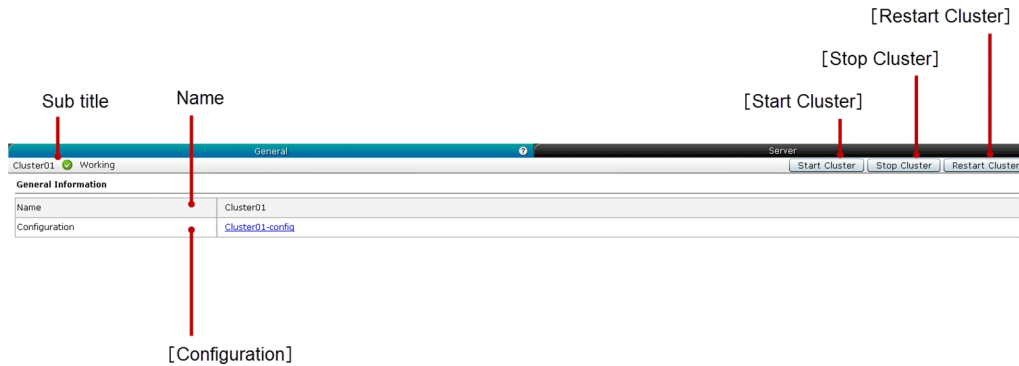 [Restart Cluster]
[Stop Cluster]
Sub title Name [Start Cluster]
General ? Server
Cluster01 Working Start Cluster Stop Cluster Restart Cluster
General Information
Name Cluster01
Configuration Cluster01-config
[Configuration]